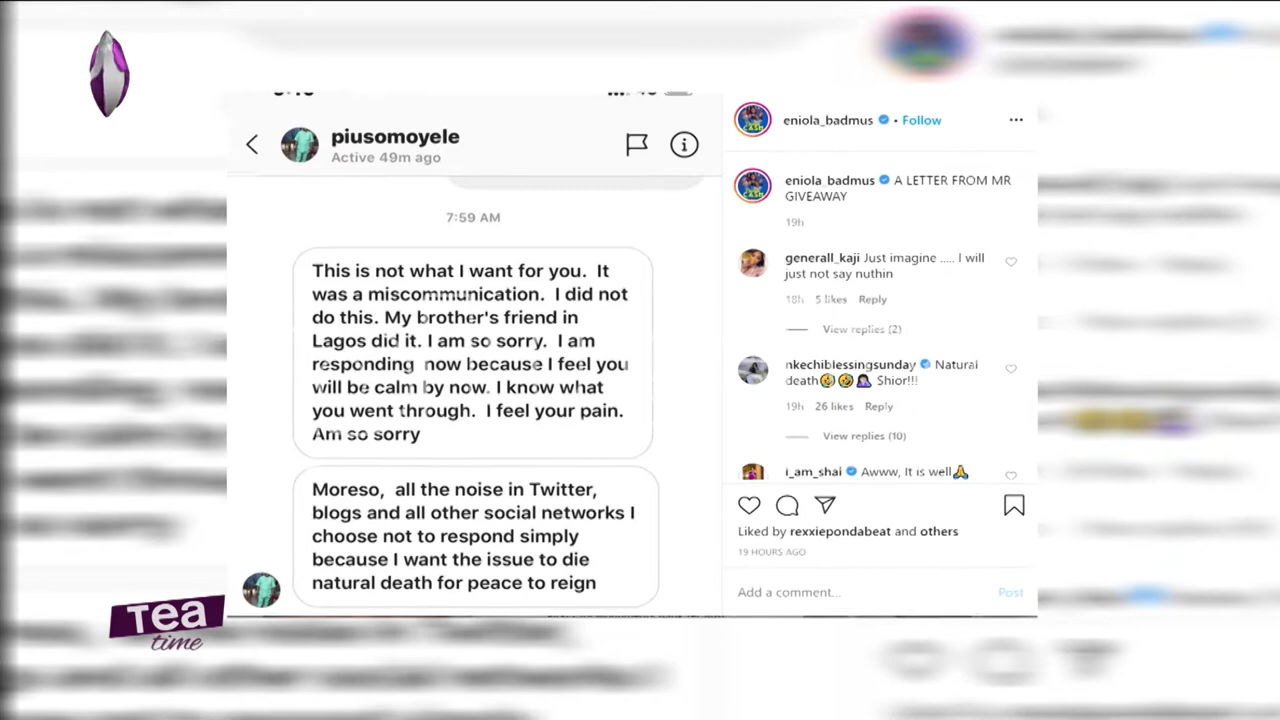 piusomoyele
Active 49m ago
7:59 AM
This is not what I want for you. It
was a miscommunication. I did not
do this. My brother's friend in
Lagos did it. I am so sorry. I am
responding now because I feel you
will be calm by now. I know what
you went through. I feel your pain.
Am so sorry
Moreso, all the noise in Twitter,
blogs and all other social networks I
choose not to respond simply
because I want the issue to die
natural death for peace to reign
eniola_badmus • Follow
eniola_badmus A LETTER FROM MR
GIVEAWAY
19h
generall_kaji Just imagine ..... I will
just not say nuthin
18h 5 likes Reply
View replies (2)
nkechiblessingsunday Natural
death🤣🤣🤦🏿‍♀️ Shior!!!
19h 26 likes Reply
View replies (10)
i_am_shai Awww, It is well🙏
Liked by rexxiepondabeat and others
19 HOURS AGO
Add a comment... Post
Tea
time